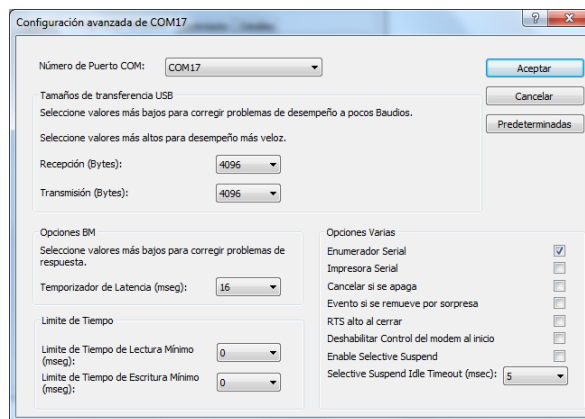 Configuración avanzada de COM17
Número de Puerto COM: COM17
Aceptar
Cancelar
Predeterminadas
Tamaños de transferencia USB
Seleccione valores más bajos para corregir problemas de desempeño a pocos Baudios.
Seleccione valores más altos para desempeño más veloz.
Recepción (Bytes): 4096
Transmisión (Bytes): 4096
Opciones BM
Seleccione valores más bajos para corregir problemas de
respuesta.
Temporizador de Latencia (mseg): 16
Limite de Tiempo
Limite de Tiempo de Lectura Mínimo
(mseg): 0
Limite de Tiempo de Escritura Mínimo
(mseg): 0
Opciones Varias
Enumerador Serial
Impresora Serial
Cancelar si se apaga
Evento si se remueve por sorpresa
RTS alto al cerrar
Deshabilitar Control del modem al inicio
Enable Selective Suspend
Selective Suspend Idle Timeout (msec): 5